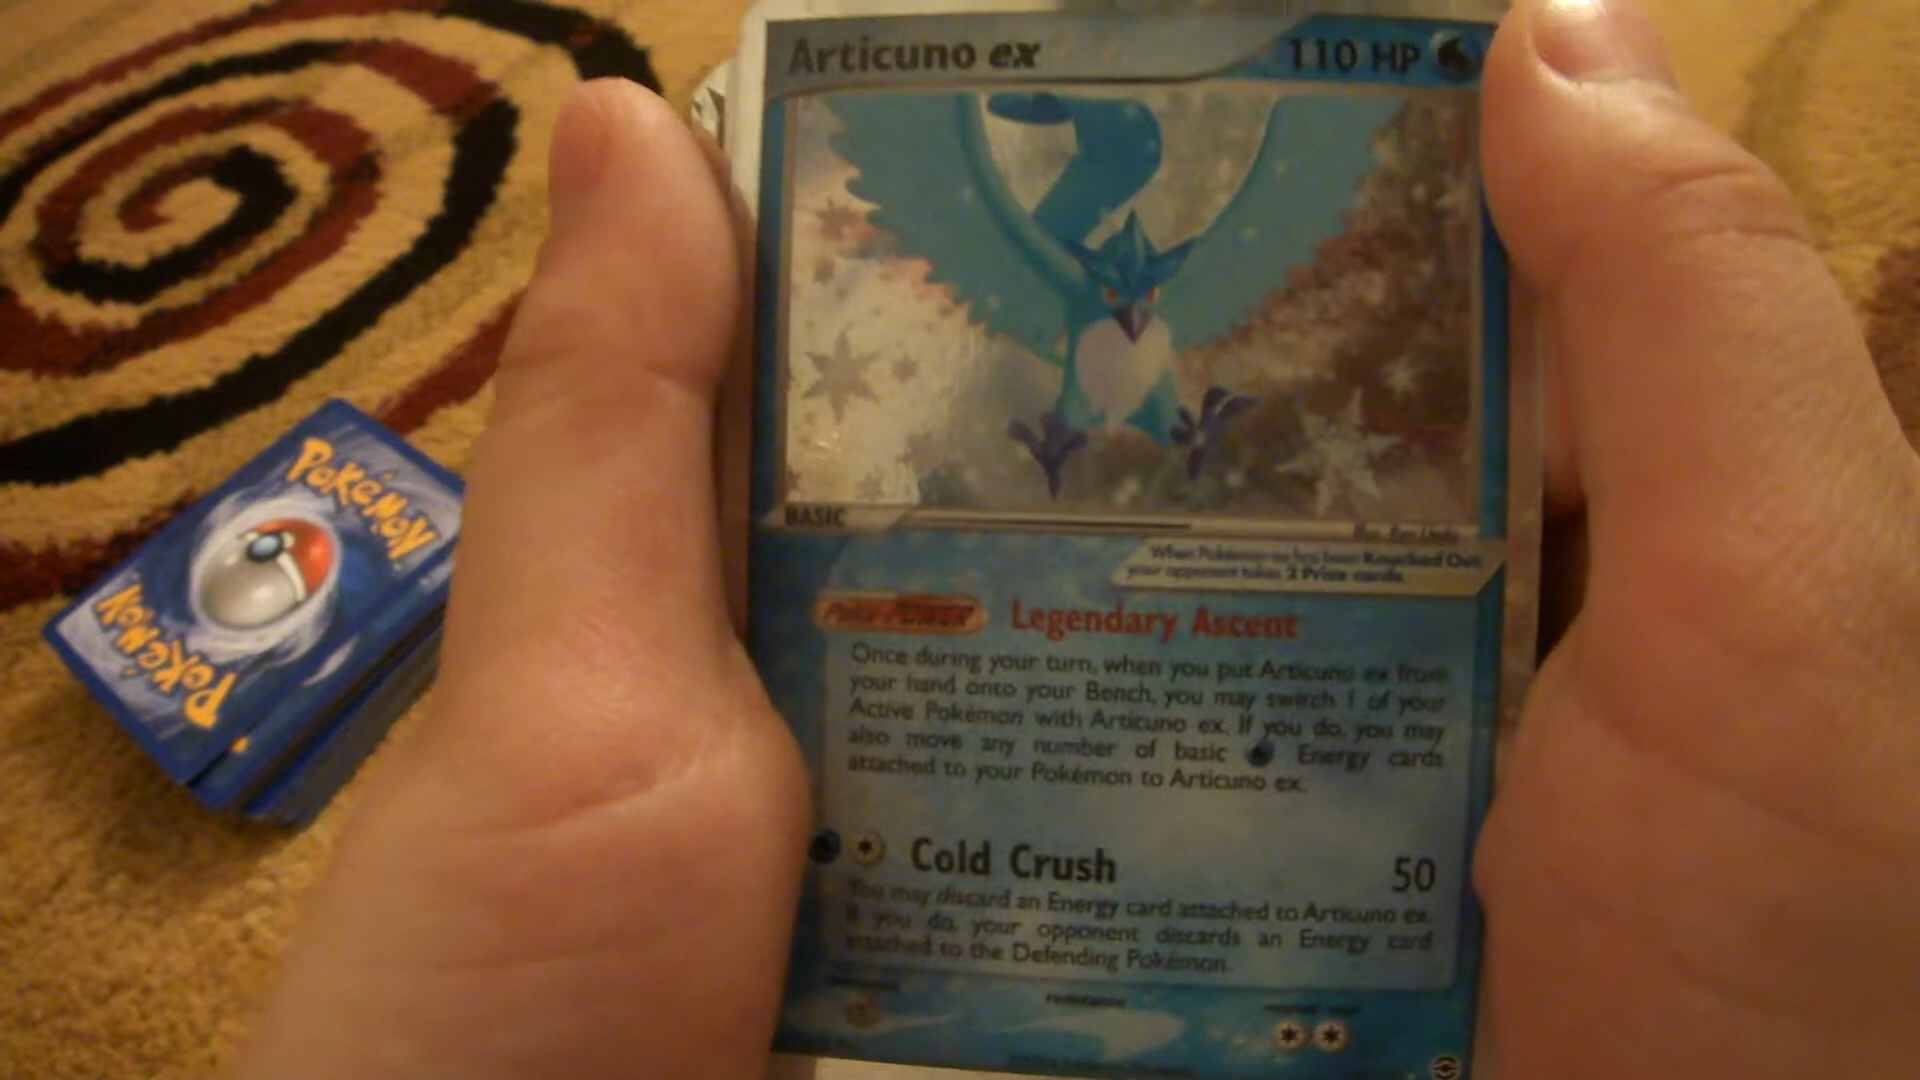 Articuno ex
110 HP
BASIC
When Pokémon-ex has been Knocked Out,
your opponent takes 2 Prize cards.
Poké-POWER Legendary Ascent
Once during your turn, when you put Articuno ex from
your hand onto your Bench, you may switch 1 of your
Active Pokémon with Articuno ex. If you do, you may
also move any number of basic Energy cards
attached to your Pokémon to Articuno ex.
Cold Crush 50
You may discard an Energy card attached to Articuno ex.
If you do, your opponent discards an Energy card
attached to the Defending Pokémon.
resistance
POKéMON
POKéMON